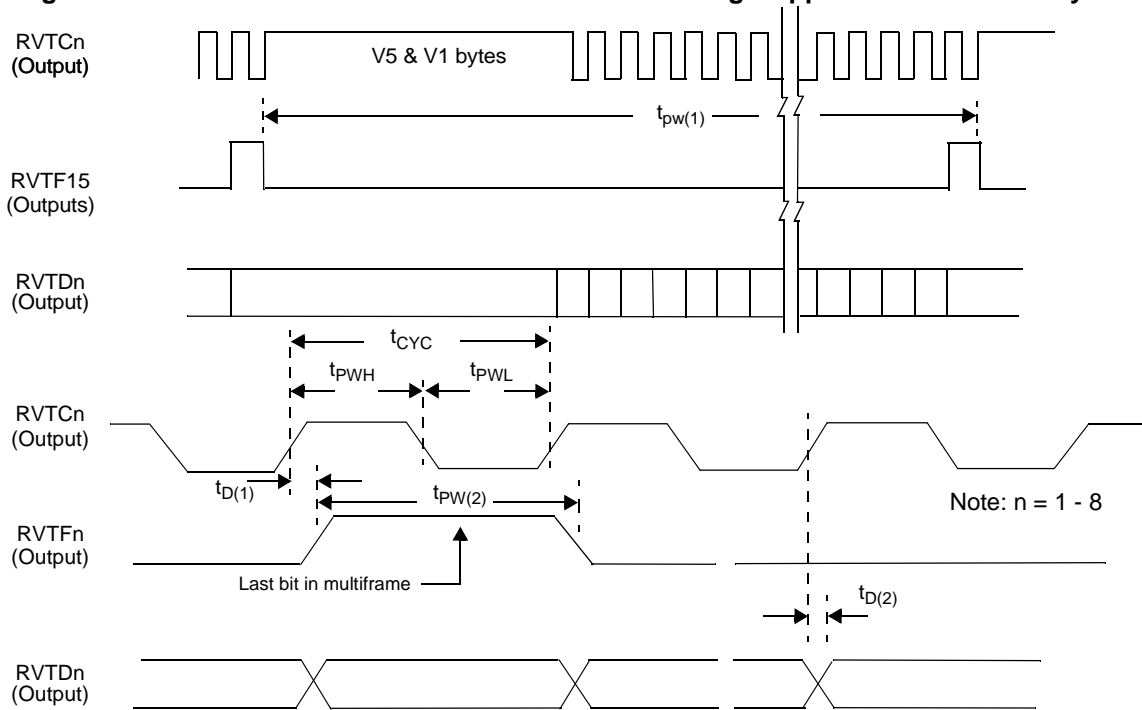 RVTCn
(Output)
V5 & V1 bytes
tpw(1)
RVTF15
(Outputs)
RVTDn
(Output)
tCYC
tPWH
tPWL
RVTCn
(Output)
tD(1)
tPW(2)
Note: n = 1 - 8
RVTFn
(Output)
Last bit in multiframe
tD(2)
RVTDn
(Output)